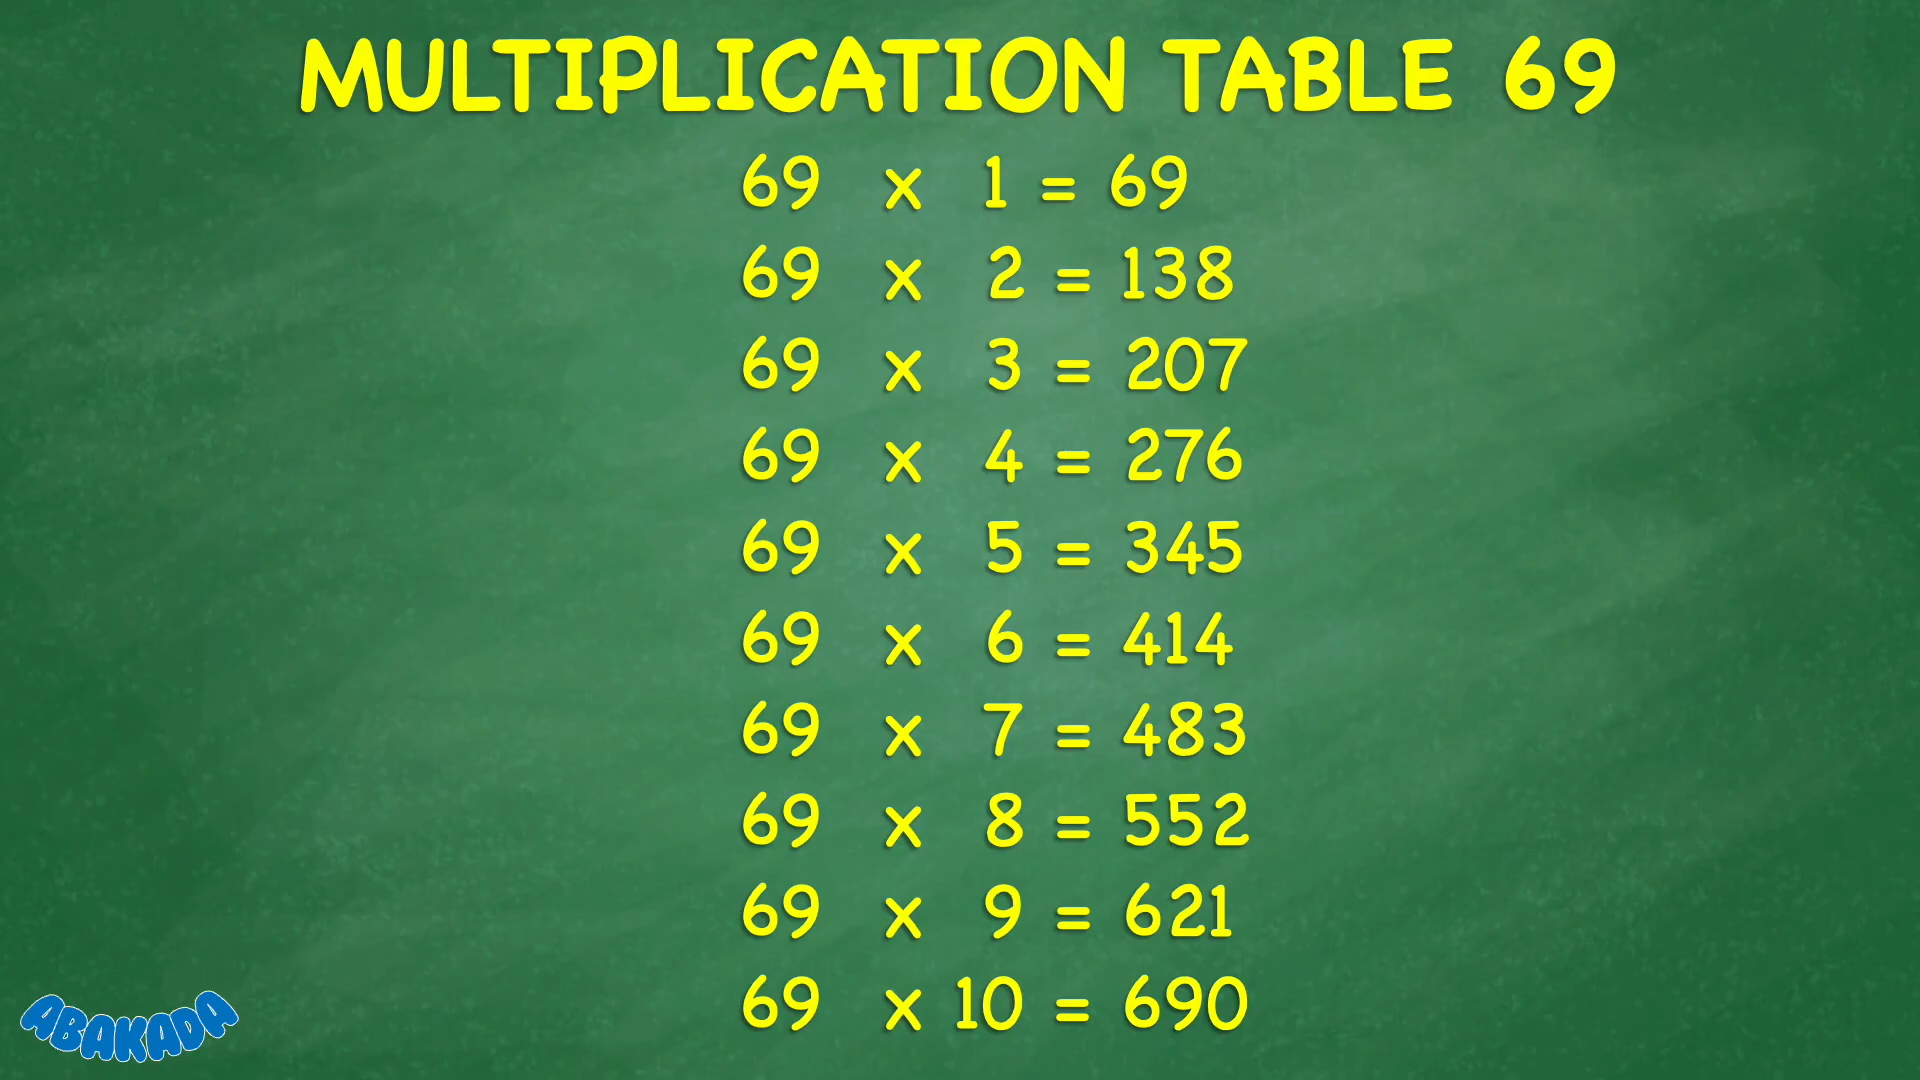 MULTIPLICATION TABLE 69
69 x 1 = 69
69 x 2 = 138
69 x 3 = 207
69 x 4 = 276
69 x 5 = 345
69 x 6 = 414
69 x 7 = 483
69 x 8 = 552
69 x 9 = 621
69 x 10 = 690
ABAKADA